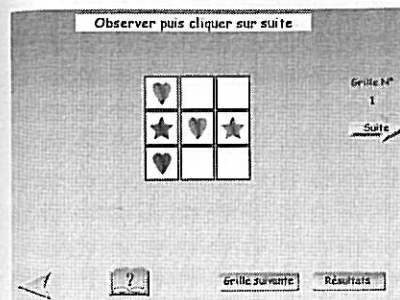 Observer puis cliquer sur suite
Grille N°
1
Suite
?
Grille suivante
Résultats